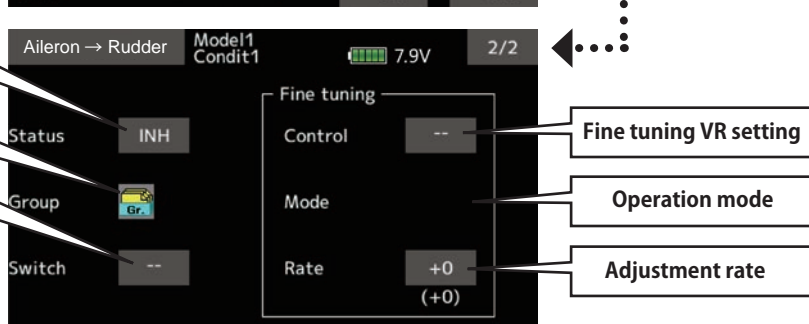 Aileron → Rudder
Model1
Condit1
7.9V
2/2
Fine tuning
Status
INH
Control
--
Fine tuning VR setting
Group
Gr.
Mode
Operation mode
Switch
--
Rate
+0
(+0)
Adjustment rate